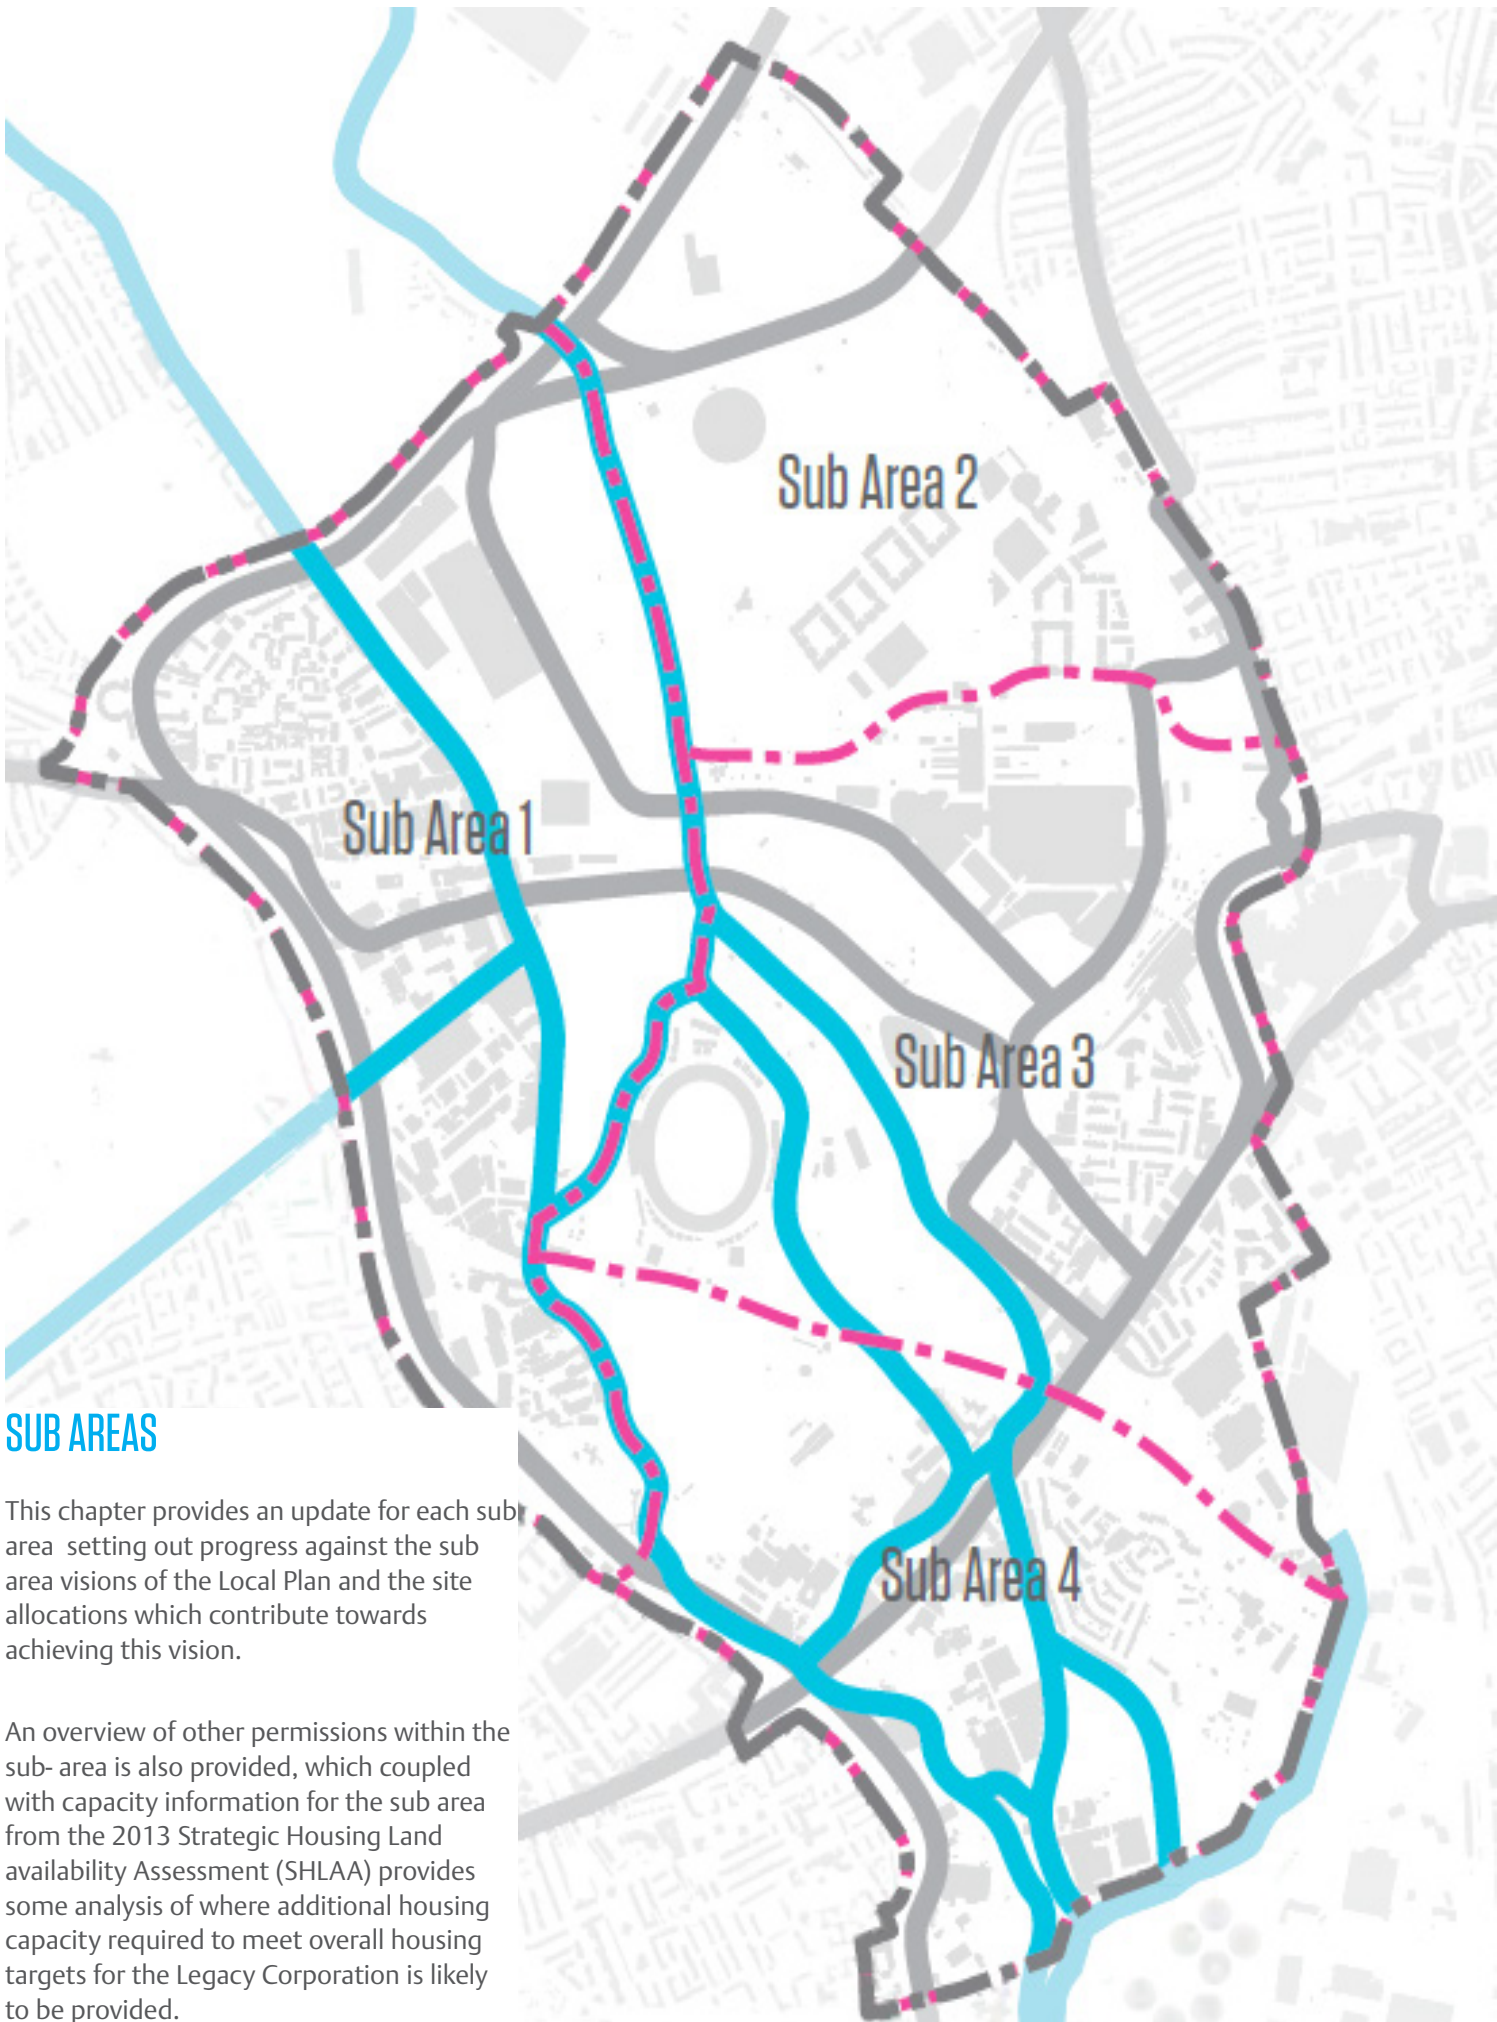 Sub Area 2
Sub Area 1
Sub Area 3
Sub Area 4
SUB AREAS
This chapter provides an update for each sub
area setting out progress against the sub
area visions of the Local Plan and the site
allocations which contribute towards
achieving this vision.
An overview of other permissions within the
sub- area is also provided, which coupled
with capacity information for the sub area
from the 2013 Strategic Housing Land
availability Assessment (SHLAA) provides
some analysis of where additional housing
capacity required to meet overall housing
targets for the Legacy Corporation is likely
to be provided.